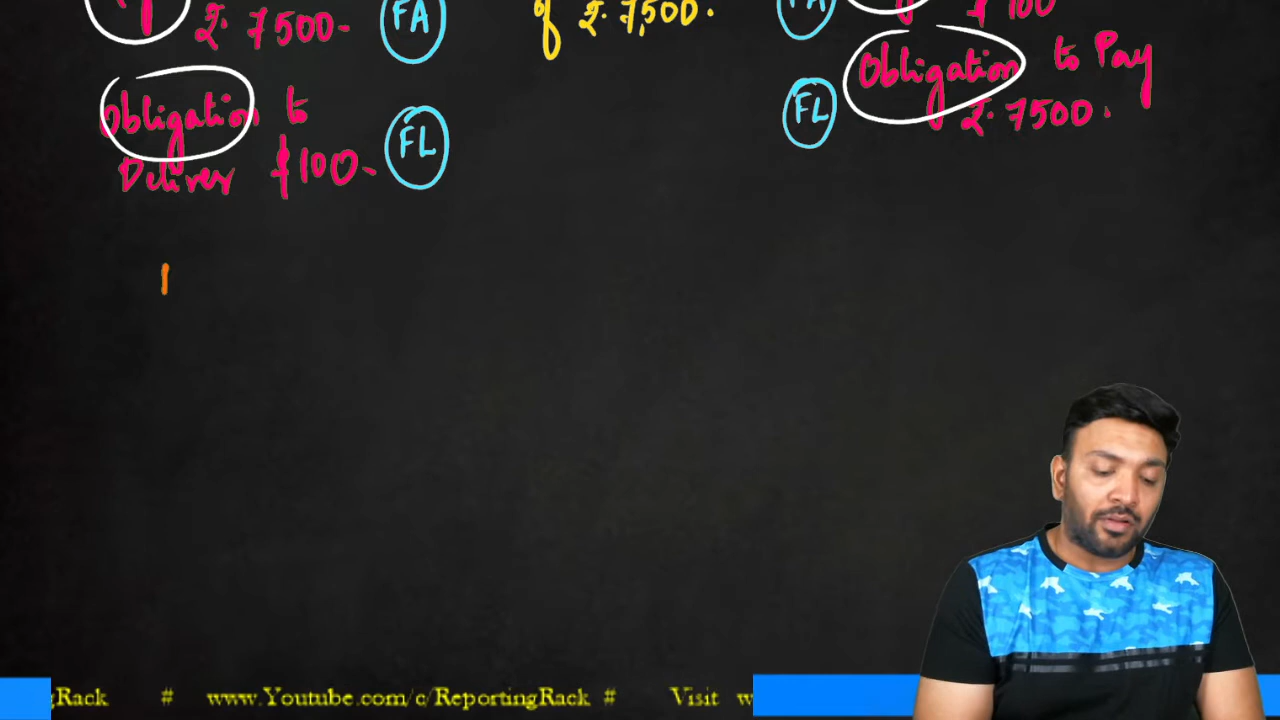 ₹. 7500- FA
Obligation to
Deliver $100- FL
of ₹. 7,500.
FA $100
Obligation to Pay
FL ₹. 7500.
gRack # www.Youtube.com/c/ReportingRack # Visit w